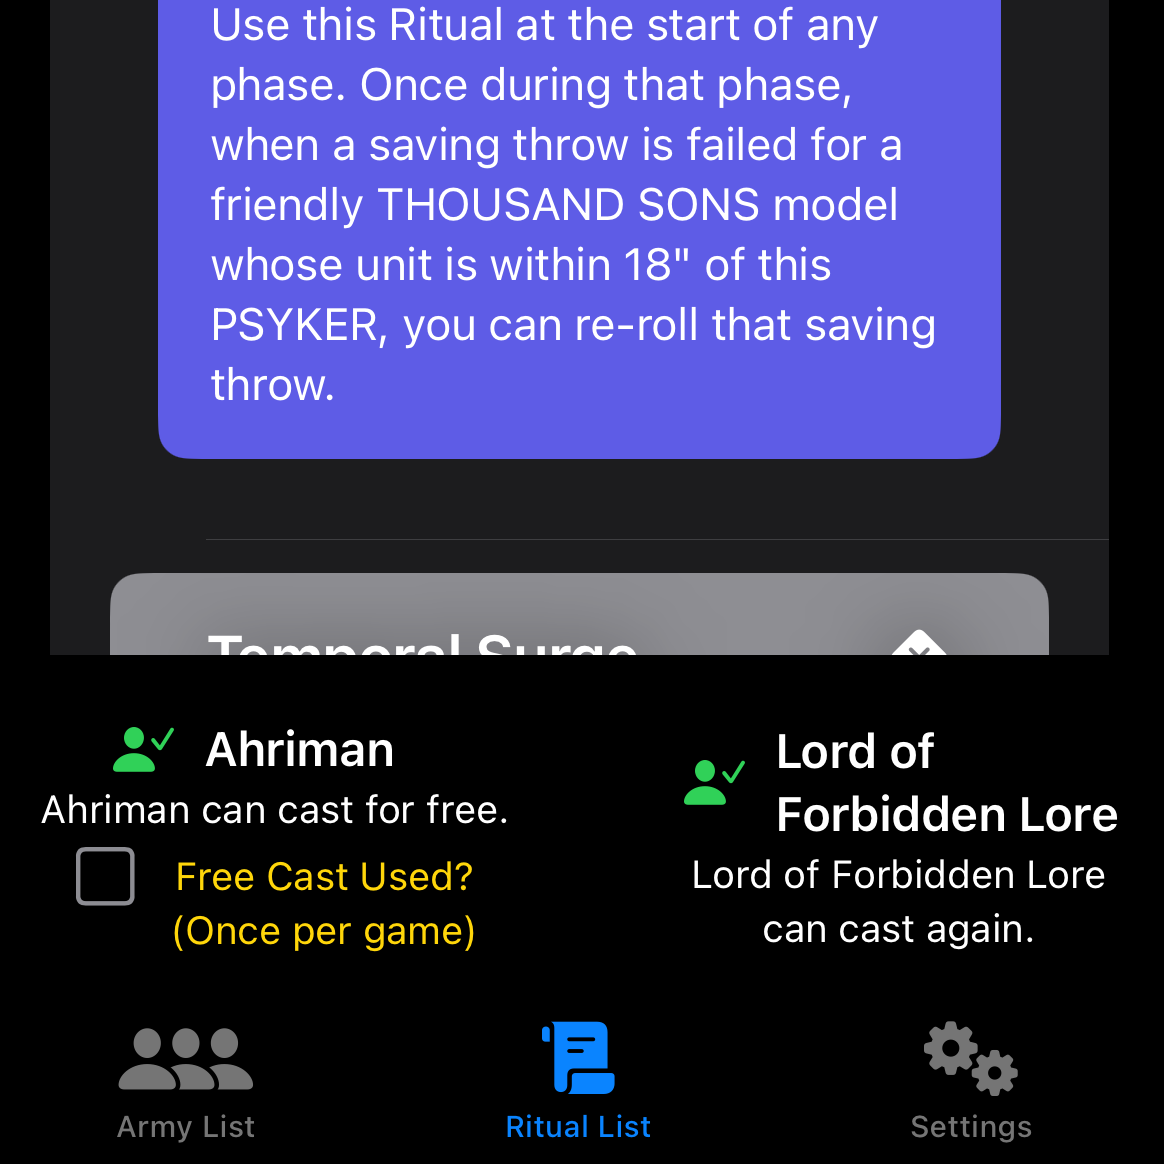 Use this Ritual at the start of any
phase. Once during that phase,
when a saving throw is failed for a
friendly THOUSAND SONS model
whose unit is within 18" of this
PSYKER, you can re-roll that saving
throw.
Temporal Surge
Ahriman
Ahriman can cast for free.
Free Cast Used?
(Once per game)
Lord of
Forbidden Lore
Lord of Forbidden Lore
can cast again.
Army List
Ritual List
Settings